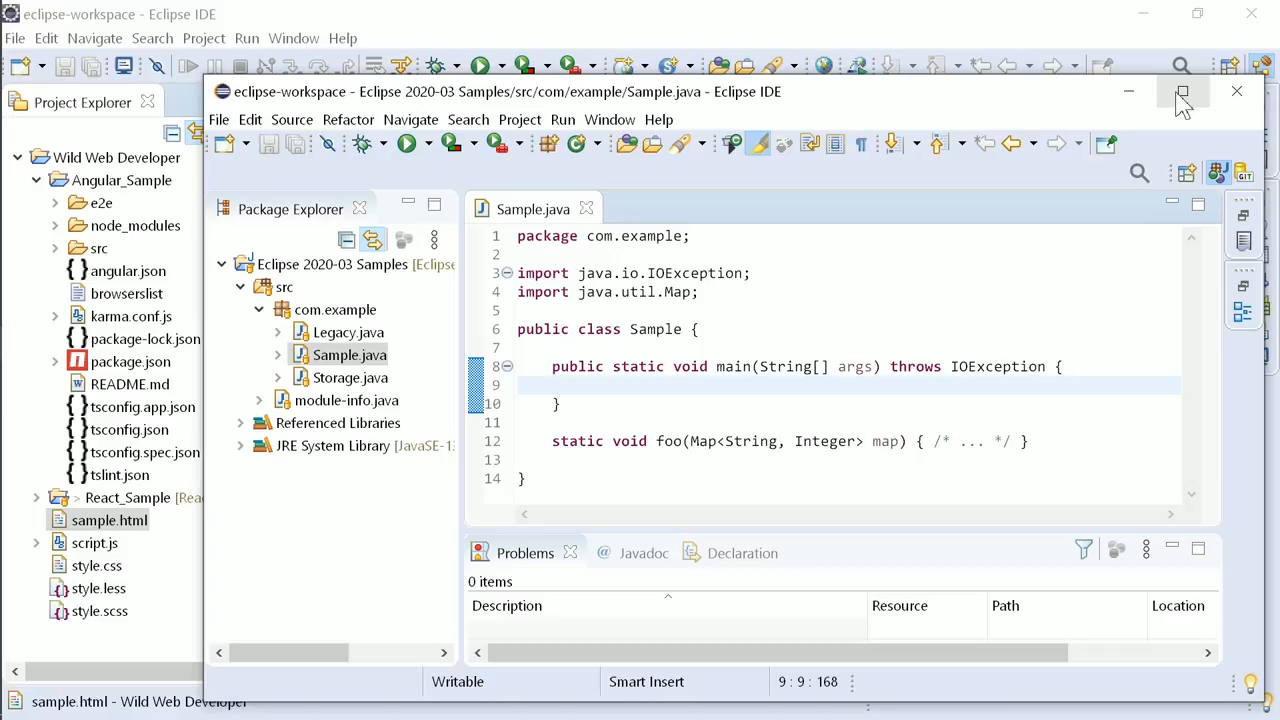 eclipse-workspace - Eclipse IDE
File Edit Navigate Search Project Run Window Help
Project Explorer
Wild Web Developer
Angular_Sample
e2e
node_modules
src
angular.json
browserslist
karma.conf.js
package-lock.json
package.json
README.md
tsconfig.app.json
tsconfig.json
tsconfig.spec.json
tslint.json
> React_Sample [Rea
sample.html
script.js
style.css
style.less
style.scss
sample.html - Wild Web Developer
eclipse-workspace - Eclipse 2020-03 Samples/src/com/example/Sample.java - Eclipse IDE
File Edit Source Refactor Navigate Search Project Run Window Help
GIT
Package Explorer
Eclipse 2020-03 Samples [Eclipse
src
com.example
Legacy.java
Sample.java
Storage.java
module-info.java
Referenced Libraries
JRE System Library [JavaSE-1
Sample.java
1 package com.example;
2
3 import java.io.IOException;
4 import java.util.Map;
5
6 public class Sample {
7
8 public static void main(String[] args) throws IOException {
9
10 }
11
12 static void foo(Map<String, Integer> map) { /* ... */ }
13
14 }
Problems @ Javadoc Declaration
0 items
Description Resource Path Location
Writable Smart Insert 9 : 9 : 168